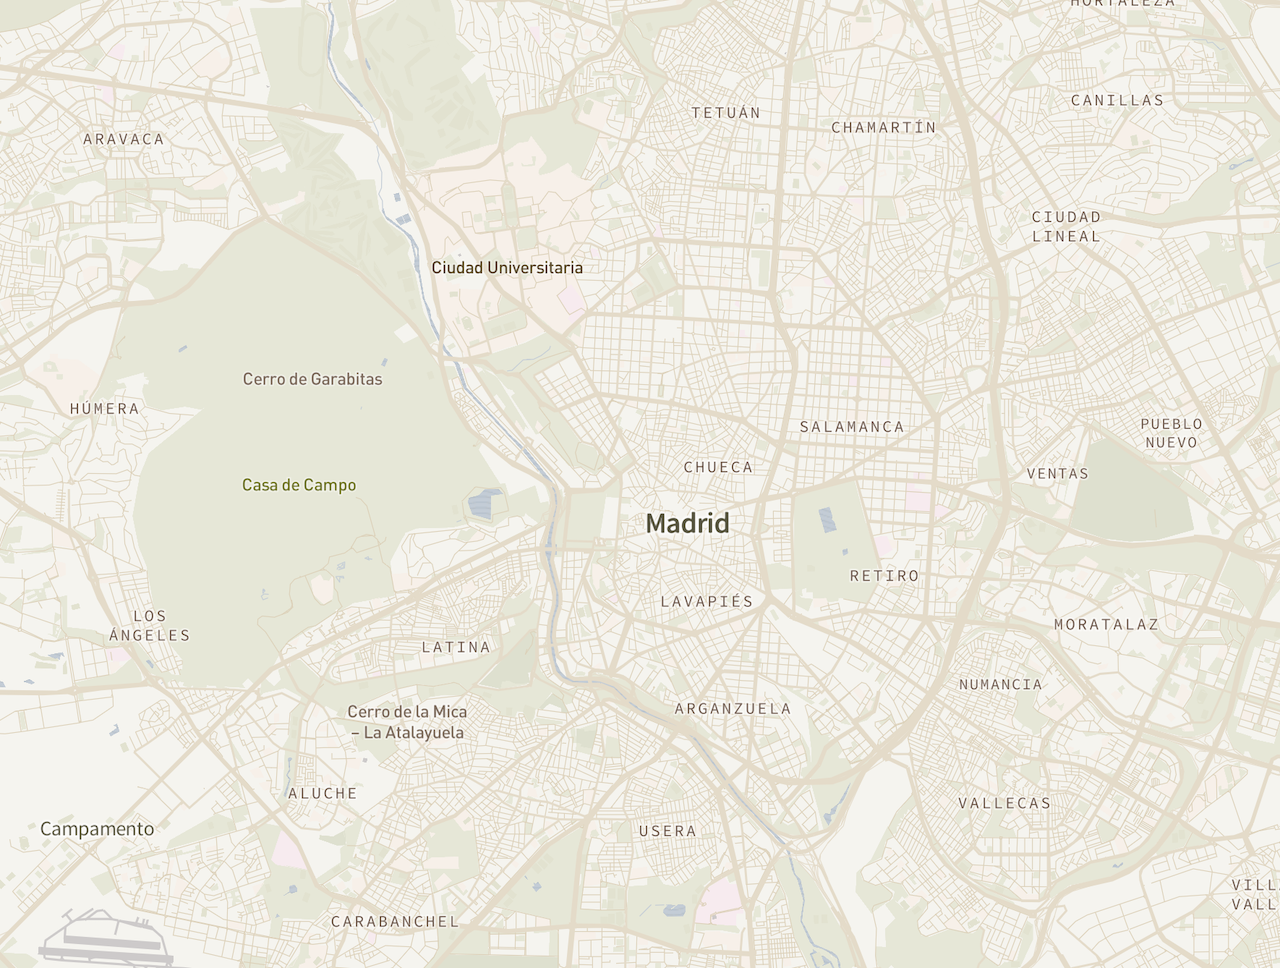 HORTALEZA
CANILLAS
TETUÁN
CHAMARTÍN
ARAVACA
CIUDAD
LINEAL
Ciudad Universitaria
Cerro de Garabitas
HÚMERA
SALAMANCA
PUEBLO
NUEVO
CHUECA
VENTAS
Casa de Campo
Madrid
RETIRO
LAVAPIÉS
LOS
ÁNGELES
MORATALAZ
LATINA
NUMANCIA
Cerro de la Mica
– La Atalayuela
ARGANZUELA
ALUCHE
VALLECAS
Campamento
USERA
VILL
VALL
CARABANCHEL